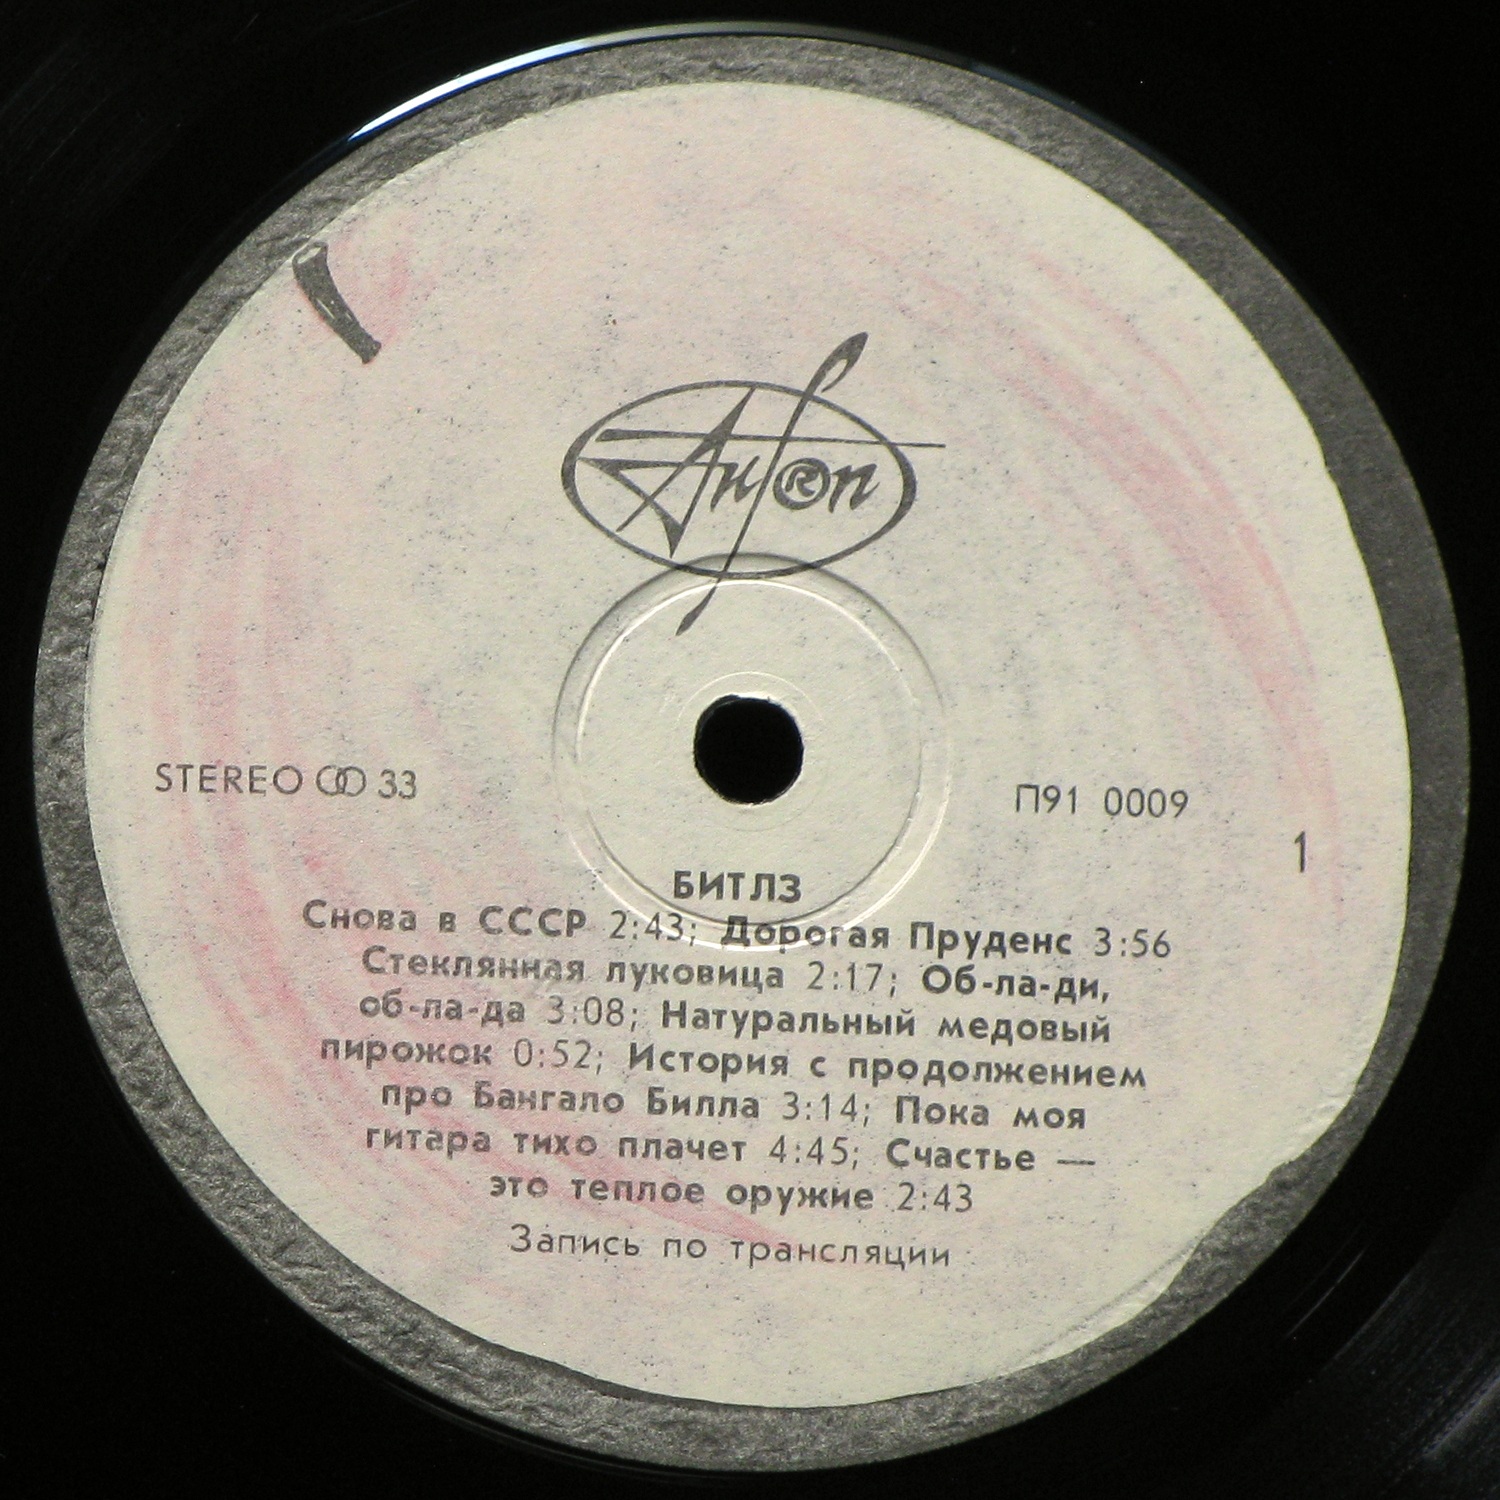 АнТроп
®
STEREO 33
П91 0009
1
БИТЛЗ
Снова в СССР 2:43; Дорогая Пруденс 3:56
Стеклянная луковица 2:17; Об-ла-ди,
об-ла-да 3:08; Натуральный медовый
пирожок 0:52; История с продолжением
про Бангало Билла 3:14; Пока моя
гитара тихо плачет 4:45; Счастье —
это теплое оружие 2:43
Запись по трансляции